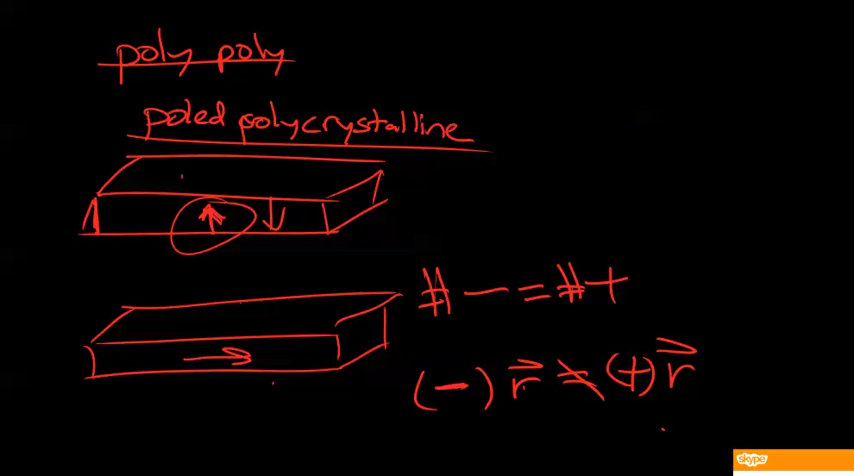 poly poly
poled polycrystalline
# − = # +
(−) r⃗ ≠ (+) r⃗
skype